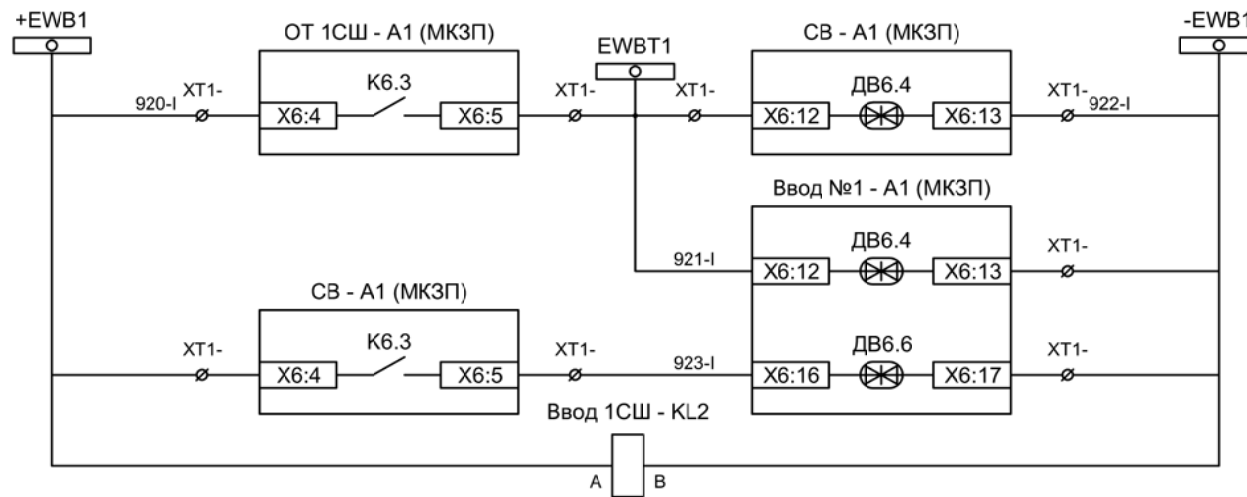 +EWB1
-EWB1
ОТ 1СШ - А1 (МКЗП)
EWBT1
СВ - А1 (МКЗП)
920-I
XT1-
X6:4
К6.3
X6:5
XT1-
XT1-
X6:12
ДВ6.4
X6:13
XT1-
922-I
Ввод №1 - А1 (МКЗП)
921-I
X6:12
ДВ6.4
X6:13
XT1-
СВ - А1 (МКЗП)
XT1-
X6:4
К6.3
X6:5
XT1-
923-I
X6:16
ДВ6.6
X6:17
XT1-
Ввод 1СШ - KL2
A
B